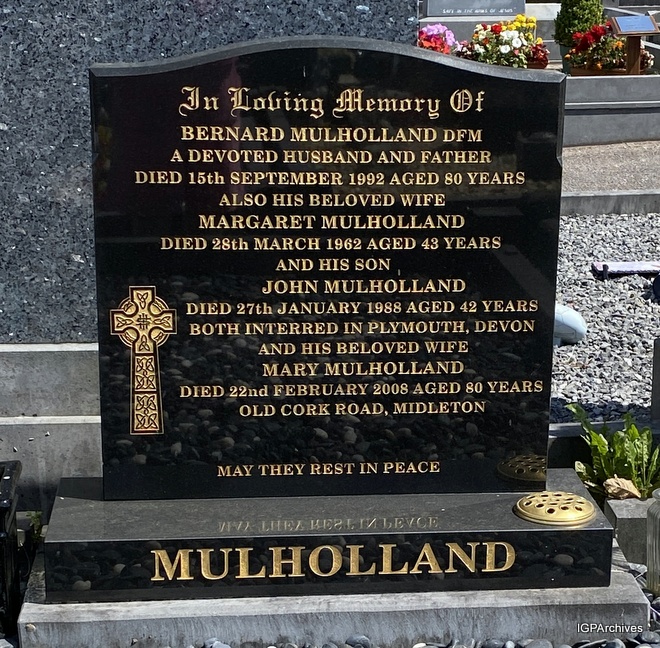 In Loving Memory Of
BERNARD MULHOLLAND DFM
A DEVOTED HUSBAND AND FATHER
DIED 15th SEPTEMBER 1992 AGED 80 YEARS
ALSO HIS BELOVED WIFE
MARGARET MULHOLLAND
DIED 28th MARCH 1962 AGED 43 YEARS
AND HIS SON
JOHN MULHOLLAND
DIED 27th JANUARY 1988 AGED 42 YEARS
BOTH INTERRED IN PLYMOUTH, DEVON
AND HIS BELOVED WIFE
MARY MULHOLLAND
DIED 22nd FEBRUARY 2008 AGED 80 YEARS
OLD CORK ROAD, MIDLETON
MAY THEY REST IN PEACE
MULHOLLAND
IGPArchives